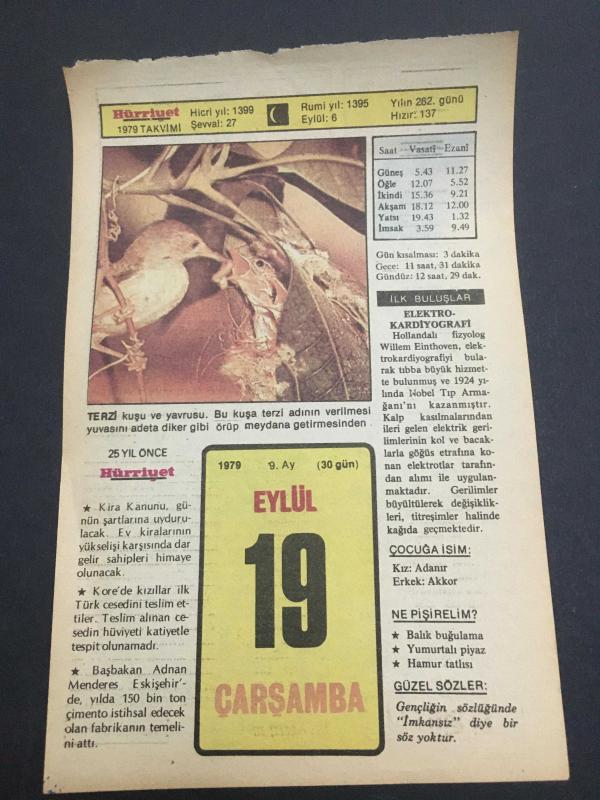 Hürriyet
1979 TAKVİMİ
Hicri yıl: 1399
Şevval: 27
Rumi yıl: 1395
Eylül: 6
Yılın 262. günü
Hızır: 137
Saat Vasatî Ezanî
Güneş 5.43 11.27
Öğle 12.07 5.52
İkindi 15.36 9.21
Akşam 18.12 12.00
Yatsı 19.43 1.32
İmsak 3.59 9.49
Gün kısalması: 3 dakika
Gece: 11 saat, 31 dakika
Gündüz: 12 saat, 29 dak.
TERZİ kuşu ve yavrusu. Bu kuşa terzi adının verilmesi
yuvasını adeta diker gibi örüp meydana getirmesinden
İLK BULUŞLAR
ELEKTRO-
KARDİYOGRAFİ
Hollandalı fizyolog
Willem Einthoven, elek-
trokardiyografiyi bula-
rak tıbba büyük hizmet-
te bulunmuş ve 1924 yı-
lında Nobel Tıp Arma-
ğanı'nı kazanmıştır.
Kalp kasılmalarından
ileri gelen elektrik geri-
limlerinin kol ve bacak-
larla göğüs etrafına ko-
nan elektrotlar tarafın-
dan alımı ile uygulan-
maktadır. Gerilimler
büyültülerek değişiklik-
leri, titreşimler halinde
kağıda geçmektedir.
25 YIL ÖNCE
Hürriyet
★ Kira Kanunu, gü-
nün şartlarına uyduru-
lacak. Ev kiralarının
yükselişi karşısında dar
gelir sahipleri himaye
olunacak.
★ Kore'de kızıllar ilk
Türk cesedini teslim et-
tiler. Teslim alınan ce-
sedin hüviyeti katiyetle
tespit olunamadı.
★ Başbakan Adnan
Menderes Eskişehir'-
de, yılda 150 bin ton
çimento istihsal edecek
olan fabrikanın temeli-
ni attı.
1979 9. Ay (30 gün)
EYLÜL
19
ÇARŞAMBA
ÇOCUĞA İSİM:
Kız: Adanır
Erkek: Akkor
NE PİŞİRELİM?
★ Balık buğulama
★ Yumurtalı piyaz
★ Hamur tatlısı
GÜZEL SÖZLER:
Gençliğin sözlüğünde
"İmkansız" diye bir
söz yoktur.